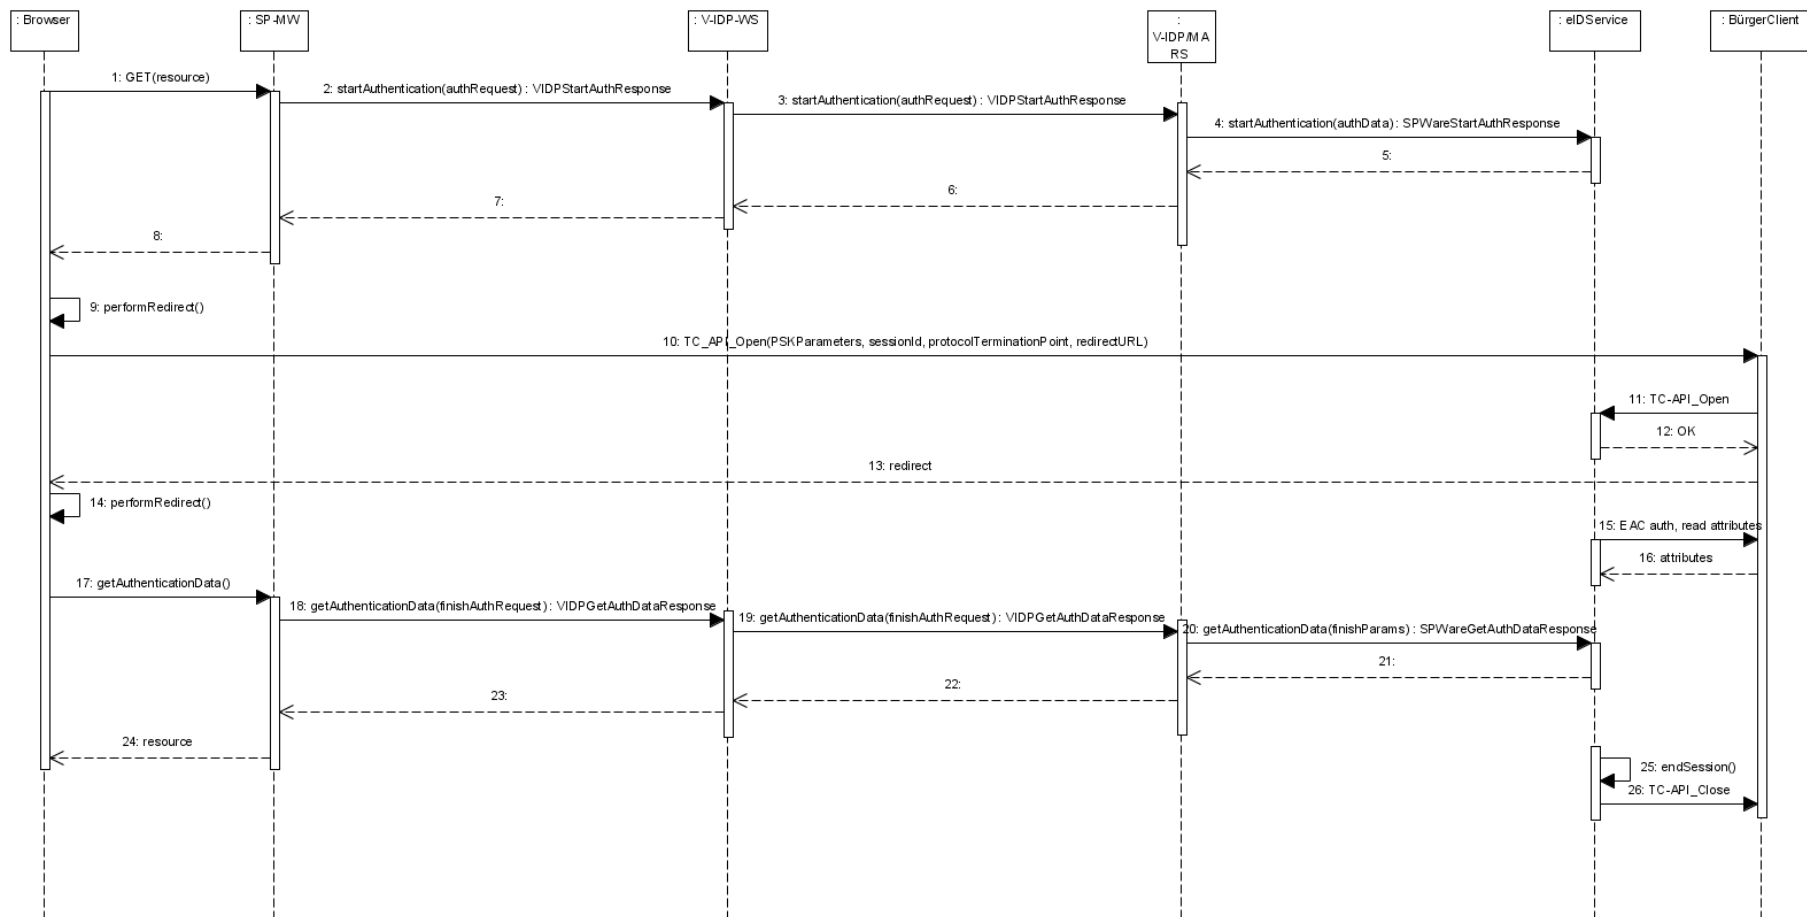 : Browser
: SP-MW
: V-IDP-WS
:
V-IDP/MA
RS
: eIDService
: BürgerClient
1: GET(resource)
2: startAuthentication(authRequest) : VIDPStartAuthResponse
3: startAuthentication(authRequest) : VIDPStartAuthResponse
4: startAuthentication(authData) : SPWareStartAuthResponse
5:
6:
7:
8:
9: performRedirect()
10: TC_API_Open(PSKParameters, sessionId, protocolTerminationPoint, redirectURL)
11: TC-API_Open
12: OK
13: redirect
14: performRedirect()
15: EAC auth, read attributes
16: attributes
17: getAuthenticationData()
18: getAuthenticationData(finishAuthRequest) : VIDPGetAuthDataResponse
19: getAuthenticationData(finishAuthRequest) : VIDPGetAuthDataResponse
20: getAuthenticationData(finishParams) : SPWareGetAuthDataResponse
21:
22:
23:
24: resource
25: endSession()
26: TC-API_Close